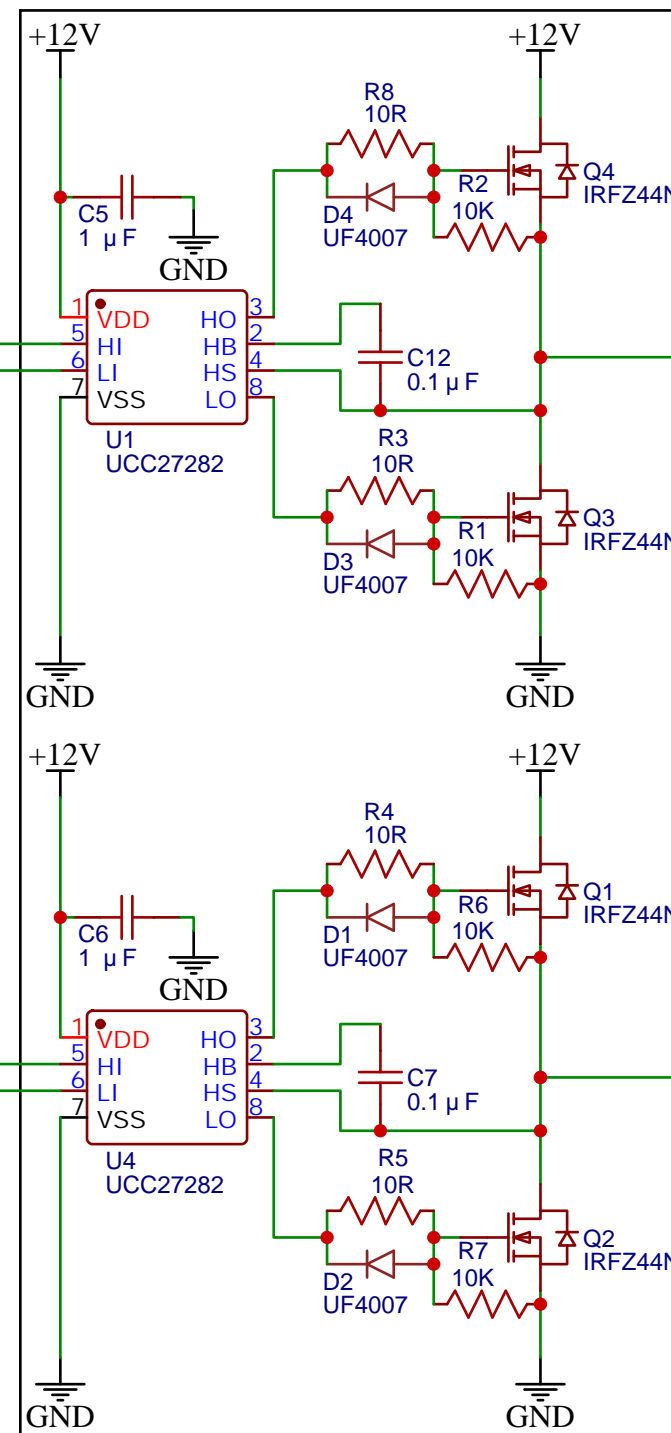 +12V
+12V
R8
10R
Q4
IRFZ44N
R2
10K
C5
1 µF
D4
UF4007
GND
1
VDD
HO
3
5
HI
HB
2
6
LI
HS
4
7
VSS
LO
8
C12
0.1 µF
U1
UCC27282
R3
10R
Q3
IRFZ44N
R1
10K
D3
UF4007
GND
GND
+12V
+12V
R4
10R
Q1
IRFZ44N
R6
10K
C6
1 µF
D1
UF4007
GND
1
VDD
HO
3
5
HI
HB
2
6
LI
HS
4
7
VSS
LO
8
C7
0.1 µF
U4
UCC27282
R5
10R
Q2
IRFZ44N
R7
10K
D2
UF4007
GND
GND